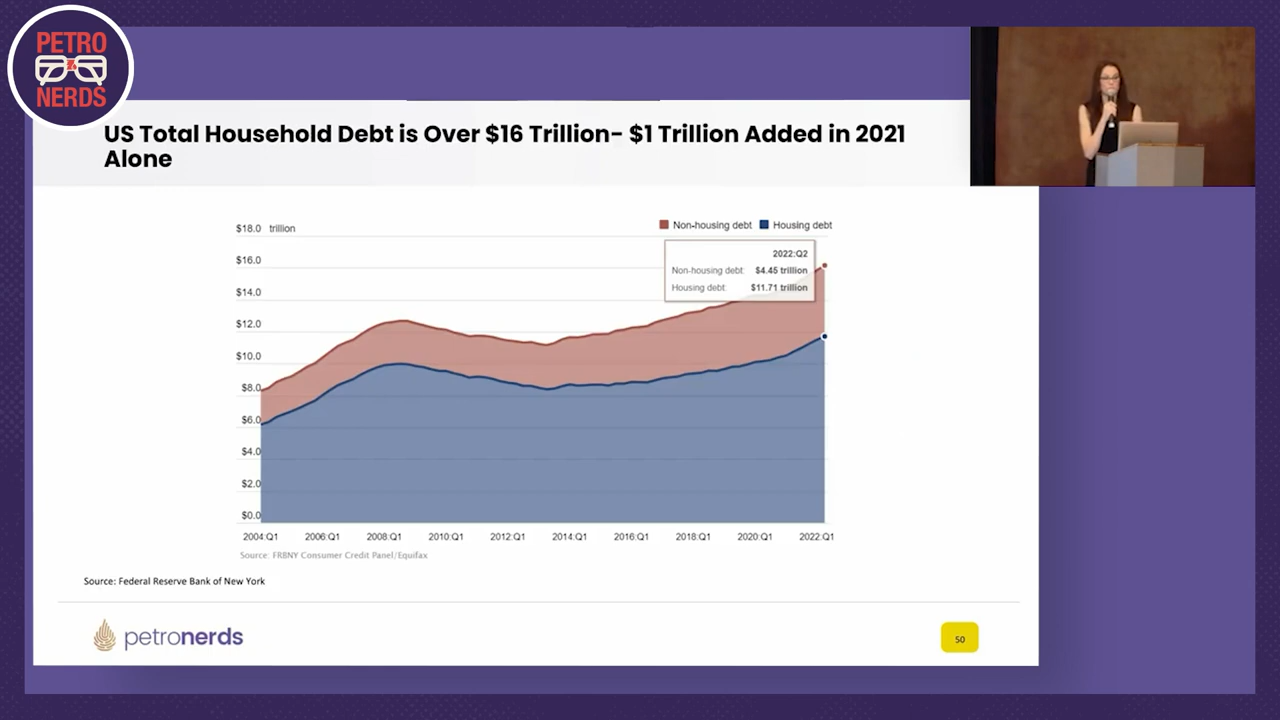 PETRO
NERDS
US Total Household Debt is Over $16 Trillion- $1 Trillion Added in 2021
Alone
$18.0 trillion
Non-housing debt
Housing debt
2022:Q2
Non-housing debt: $4.45 trillion
Housing debt: $11.71 trillion
$16.0
$14.0
$12.0
$10.0
$8.0
$6.0
$4.0
$2.0
$0.0
2004:Q1 2006:Q1 2008:Q1 2010:Q1 2012:Q1 2014:Q1 2016:Q1 2018:Q1 2020:Q1 2022:Q1
Source: FRBNY Consumer Credit Panel/Equifax
Source: Federal Reserve Bank of New York
petronerds
50